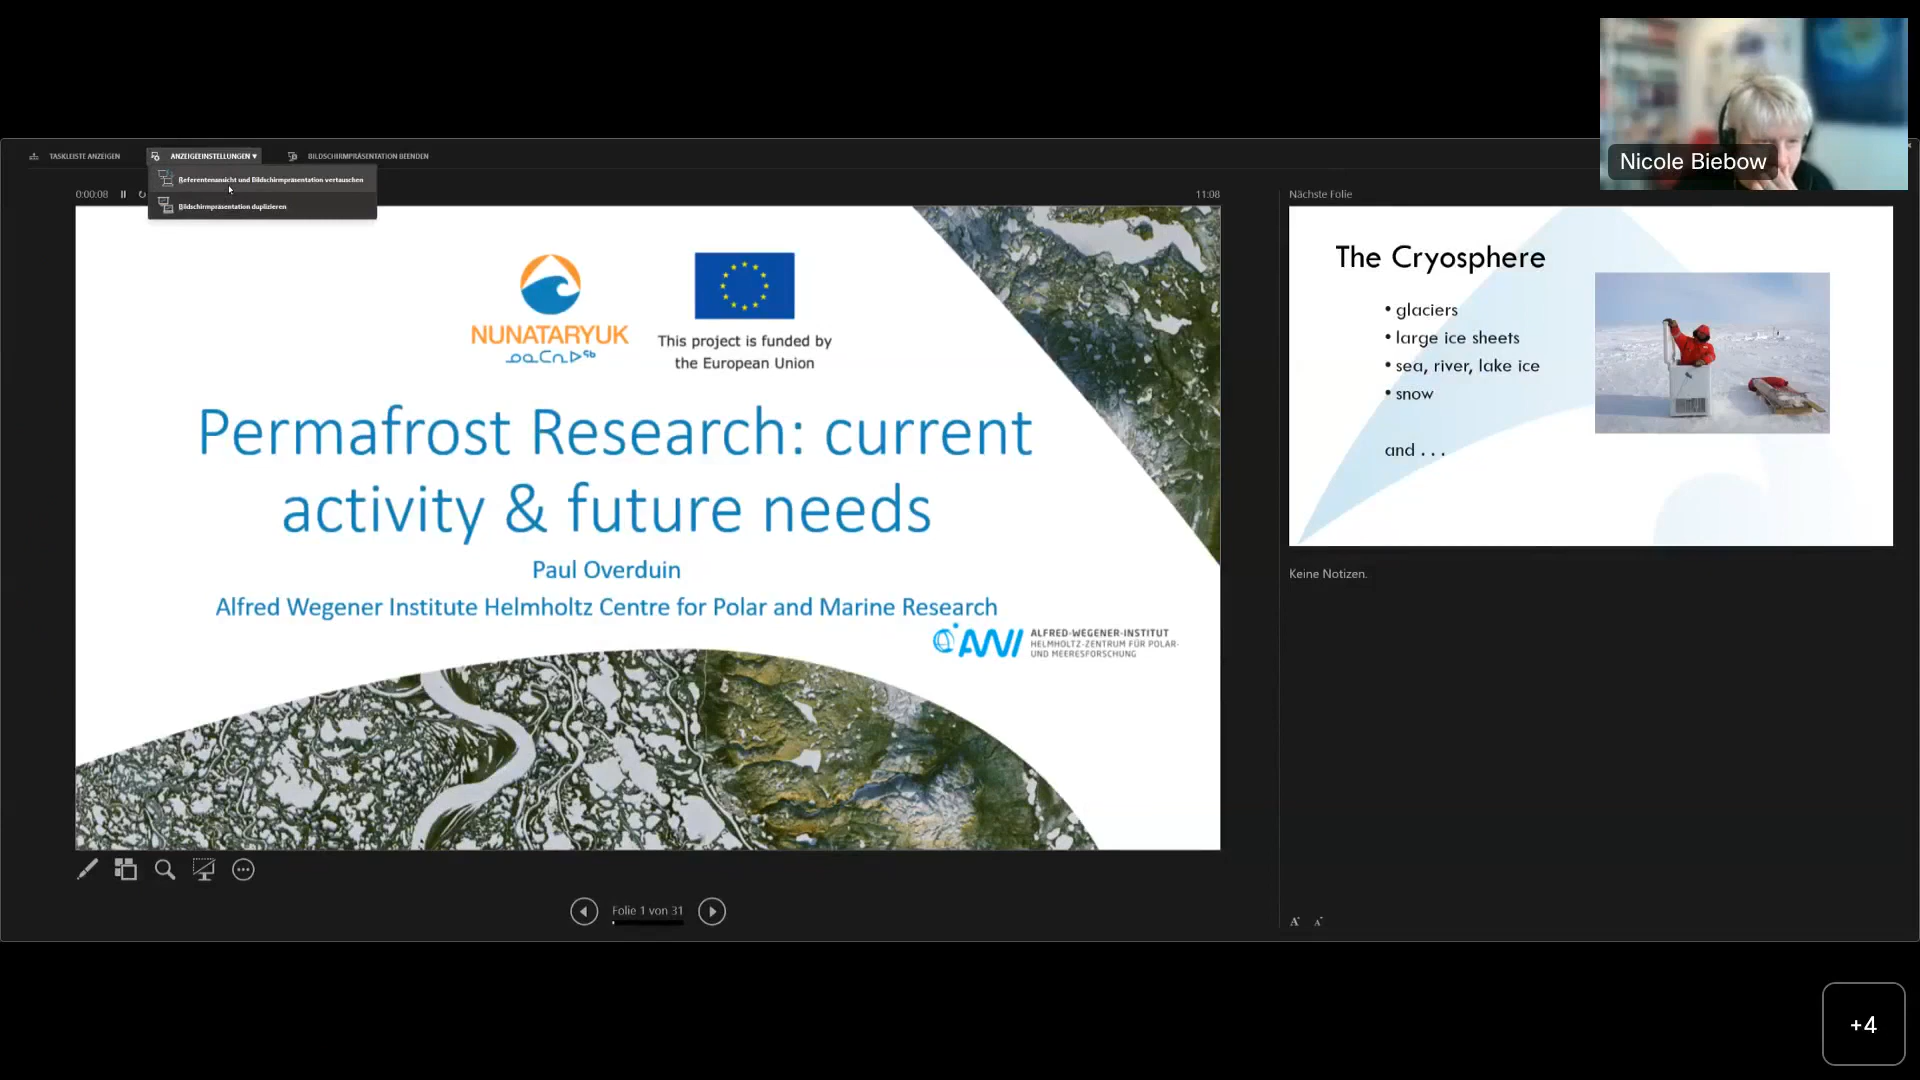 TASKLEISTE ANZEIGEN
ANZEIGEEINSTELLUNGEN ▾
BILDSCHIRMPRÄSENTATION BEENDEN
Referentenansicht und Bildschirmpräsentation vertauschen
Bildschirmpräsentation duplizieren
0:00:08
11:08
NUNATARYUK
ᓄᓇᑕᕆᐅᖅ
This project is funded by
the European Union
Permafrost Research: current
activity & future needs
Paul Overduin
Alfred Wegener Institute Helmholtz Centre for Polar and Marine Research
AWI
ALFRED-WEGENER-INSTITUT
HELMHOLTZ-ZENTRUM FÜR POLAR-
UND MEERESFORSCHUNG
Folie 1 von 31
Nächste Folie
The Cryosphere
• glaciers
• large ice sheets
• sea, river, lake ice
• snow
and . . .
Keine Notizen.
A A
Nicole Biebow
+4